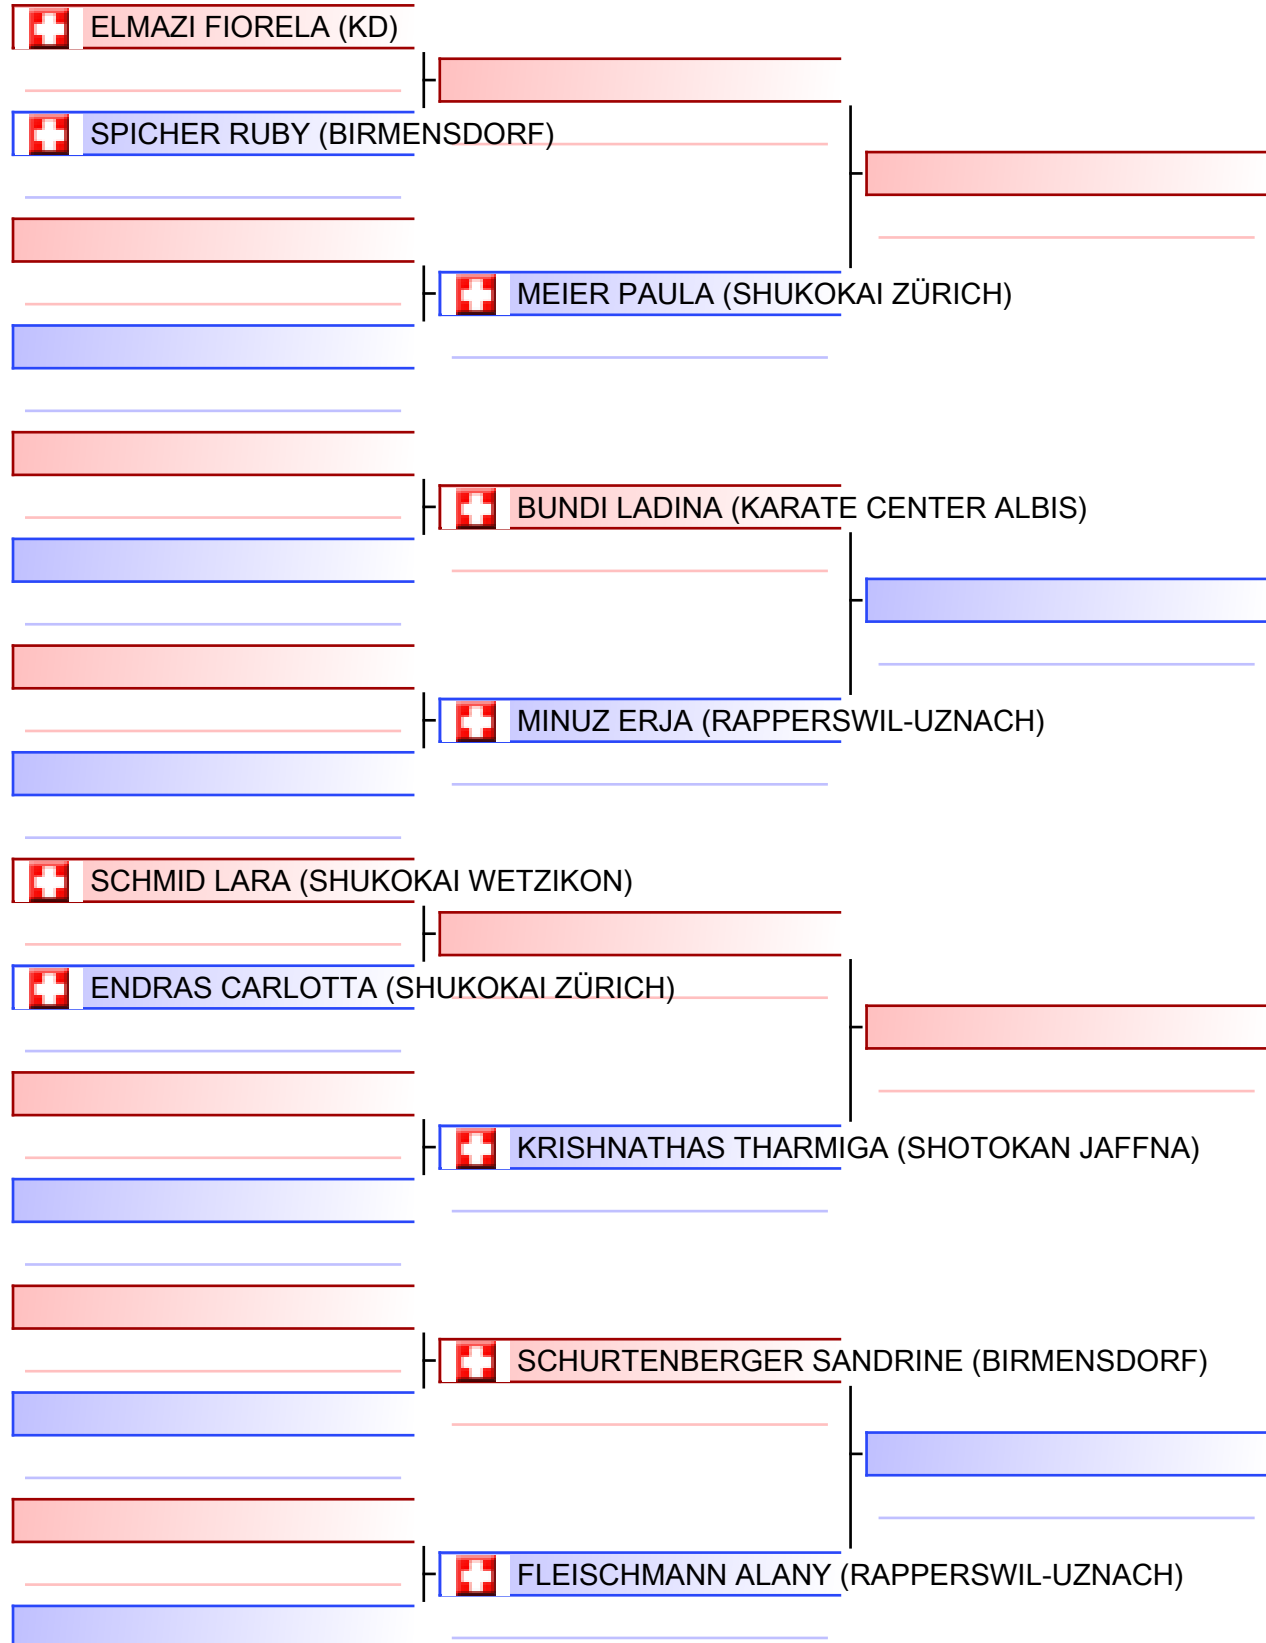 ELMAZI FIORELA (KD)
SPICHER RUBY (BIRMENSDORF)
MEIER PAULA (SHUKOKAI ZÜRICH)
BUNDI LADINA (KARATE CENTER ALBIS)
MINUZ ERJA (RAPPERSWIL-UZNACH)
SCHMID LARA (SHUKOKAI WETZIKON)
ENDRAS CARLOTTA (SHUKOKAI ZÜRICH)
KRISHNATHAS THARMIGA (SHOTOKAN JAFFNA)
SCHURTENBERGER SANDRINE (BIRMENSDORF)
FLEISCHMANN ALANY (RAPPERSWIL-UZNACH)